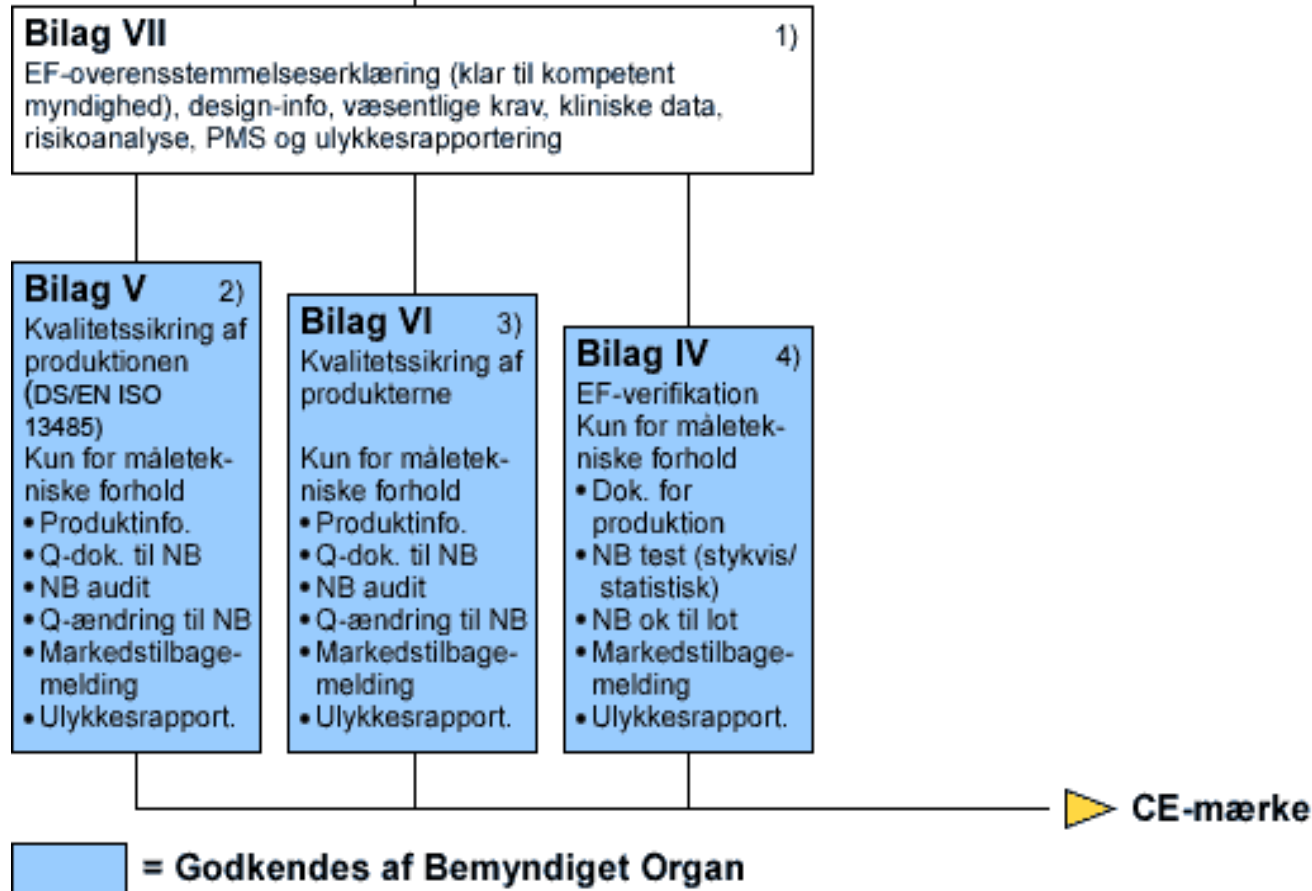 Bilag VII 1)
EF-overensstemmelseserklæring (klar til kompetent
myndighed), design-info, væsentlige krav, kliniske data,
risikoanalyse, PMS og ulykkesrapportering
Bilag V 2)
Kvalitetssikring af
produktionen
(DS/EN ISO
13485)
Kun for måletek-
niske forhold
• Produktinfo.
• Q-dok. til NB
• NB audit
• Q-ændring til NB
• Markedstilbage-
melding
• Ulykkesrapport.
Bilag VI 3)
Kvalitetssikring af
produkterne
Kun for måletek-
niske forhold
• Produktinfo.
• Q-dok. til NB
• NB audit
• Q-ændring til NB
• Markedstilbage-
melding
• Ulykkesrapport.
Bilag IV 4)
EF-verifikation
Kun for måletek-
niske forhold
• Dok. for
produktion
• NB test (stykvis/
statistisk)
• NB ok til lot
• Markedstilbage-
melding
• Ulykkesrapport.
CE-mærke
= Godkendes af Bemyndiget Organ